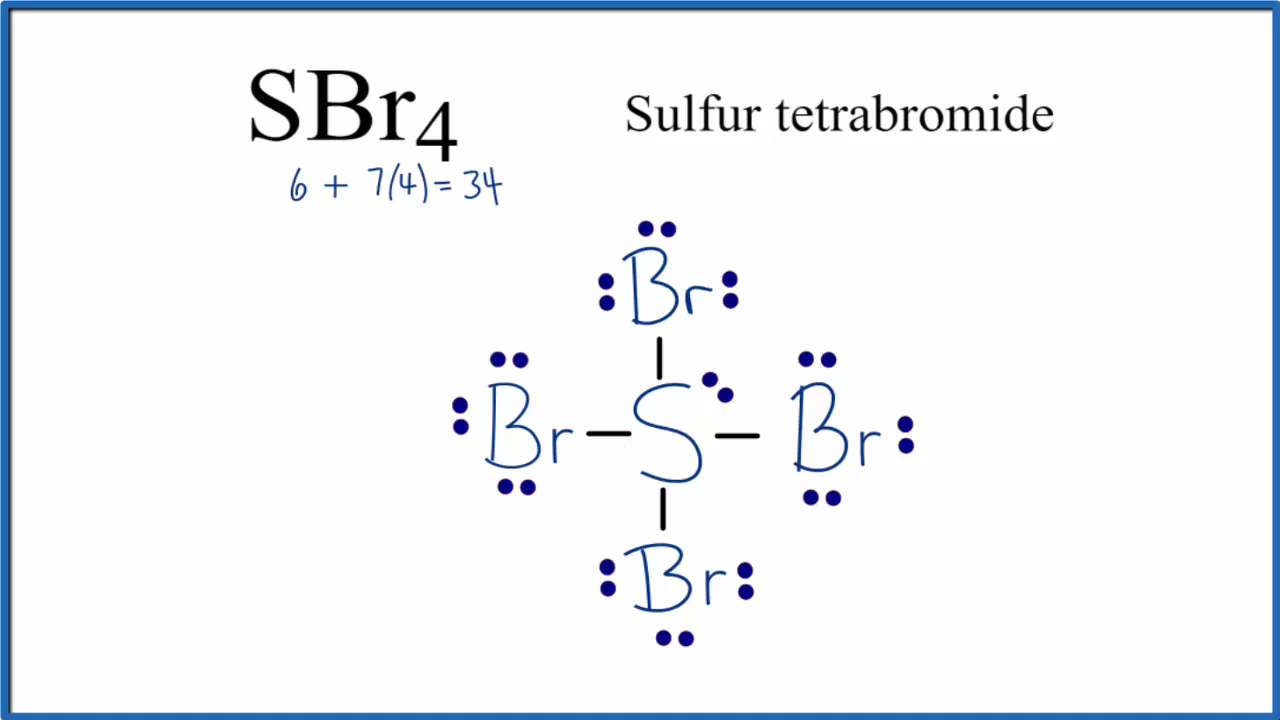 SBr₄ Sulfur tetrabromide
6 + 7(4) = 34
Br
Br S Br
Br